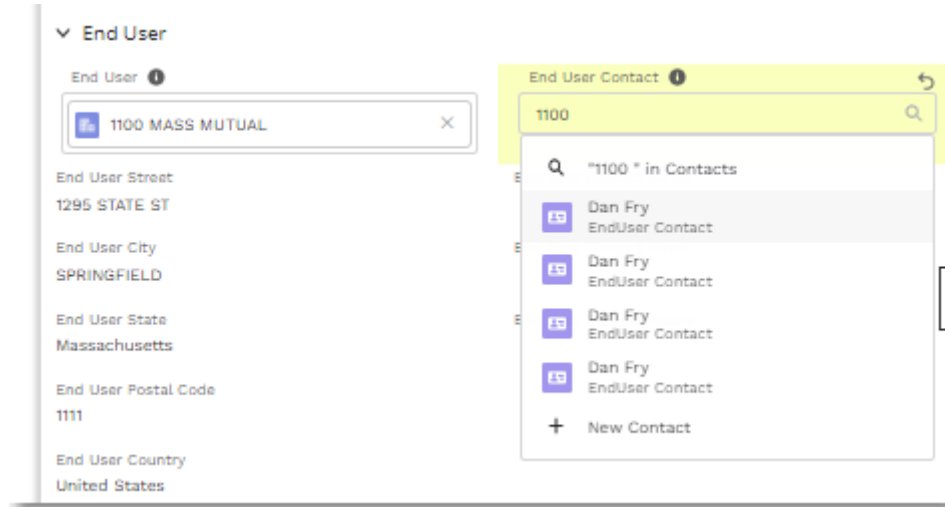 End User
End User
End User Contact
1100 MASS MUTUAL
1100
End User Street
1295 STATE ST
End User City
SPRINGFIELD
End User State
Massachusetts
End User Postal Code
1111
End User Country
United States
"1100 " in Contacts
Dan Fry
EndUser Contact
Dan Fry
EndUser Contact
Dan Fry
EndUser Contact
Dan Fry
EndUser Contact
New Contact